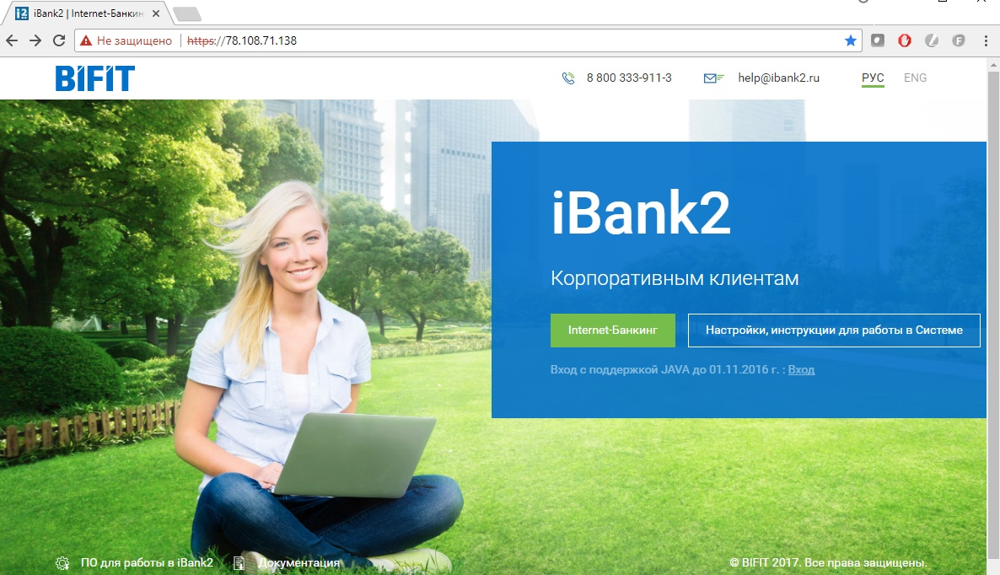 iBank2 | Internet-Банкин
Не защищено https://78.108.71.138
BIFIT
8 800 333-911-3
help@ibank2.ru
РУС ENG
iBank2
Корпоративным клиентам
Internet-Банкинг
Настройки, инструкции для работы в Системе
Вход с поддержкой JAVA до 01.11.2016 г. : Вход
ПО для работы в iBank2
Документация
© BIFIT 2017. Все права защищены.